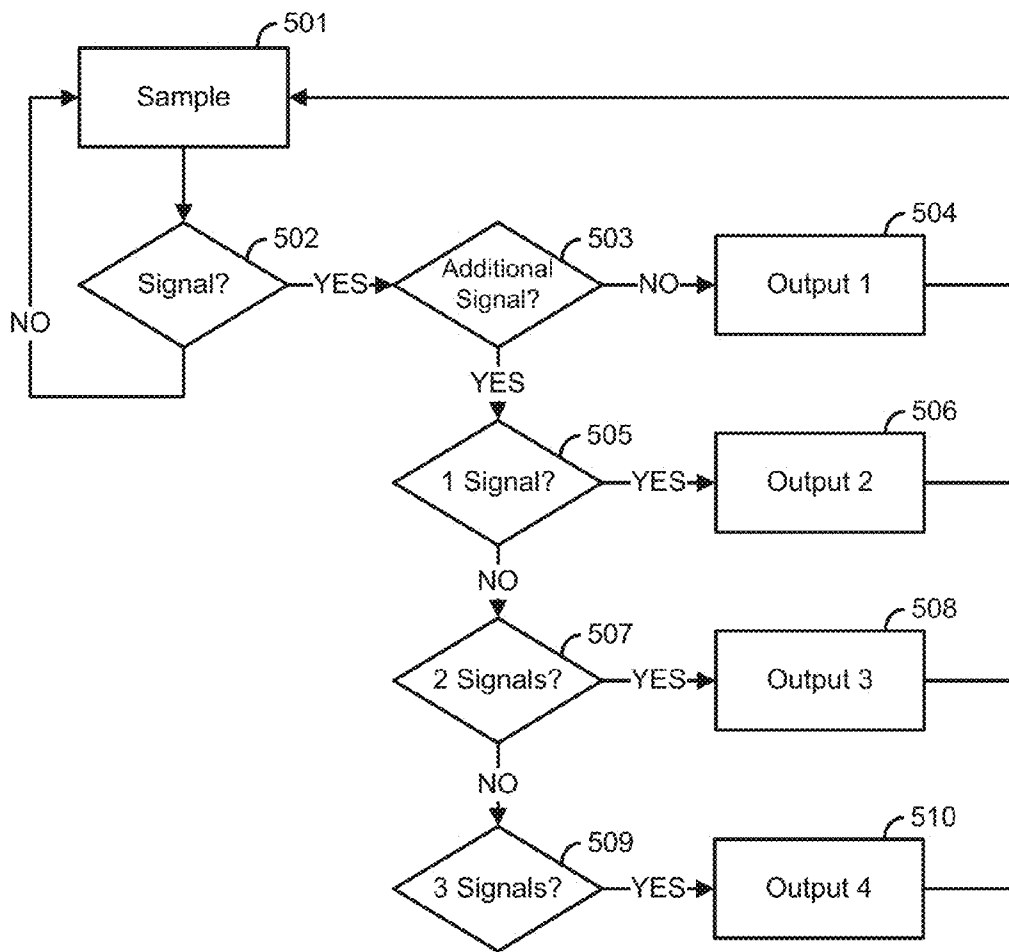 501
Sample
502
Signal?
YES
NO
503
Additional
Signal?
NO
504
Output 1
YES
505
1 Signal?
YES
506
Output 2
NO
507
2 Signals?
YES
508
Output 3
NO
509
3 Signals?
YES
510
Output 4